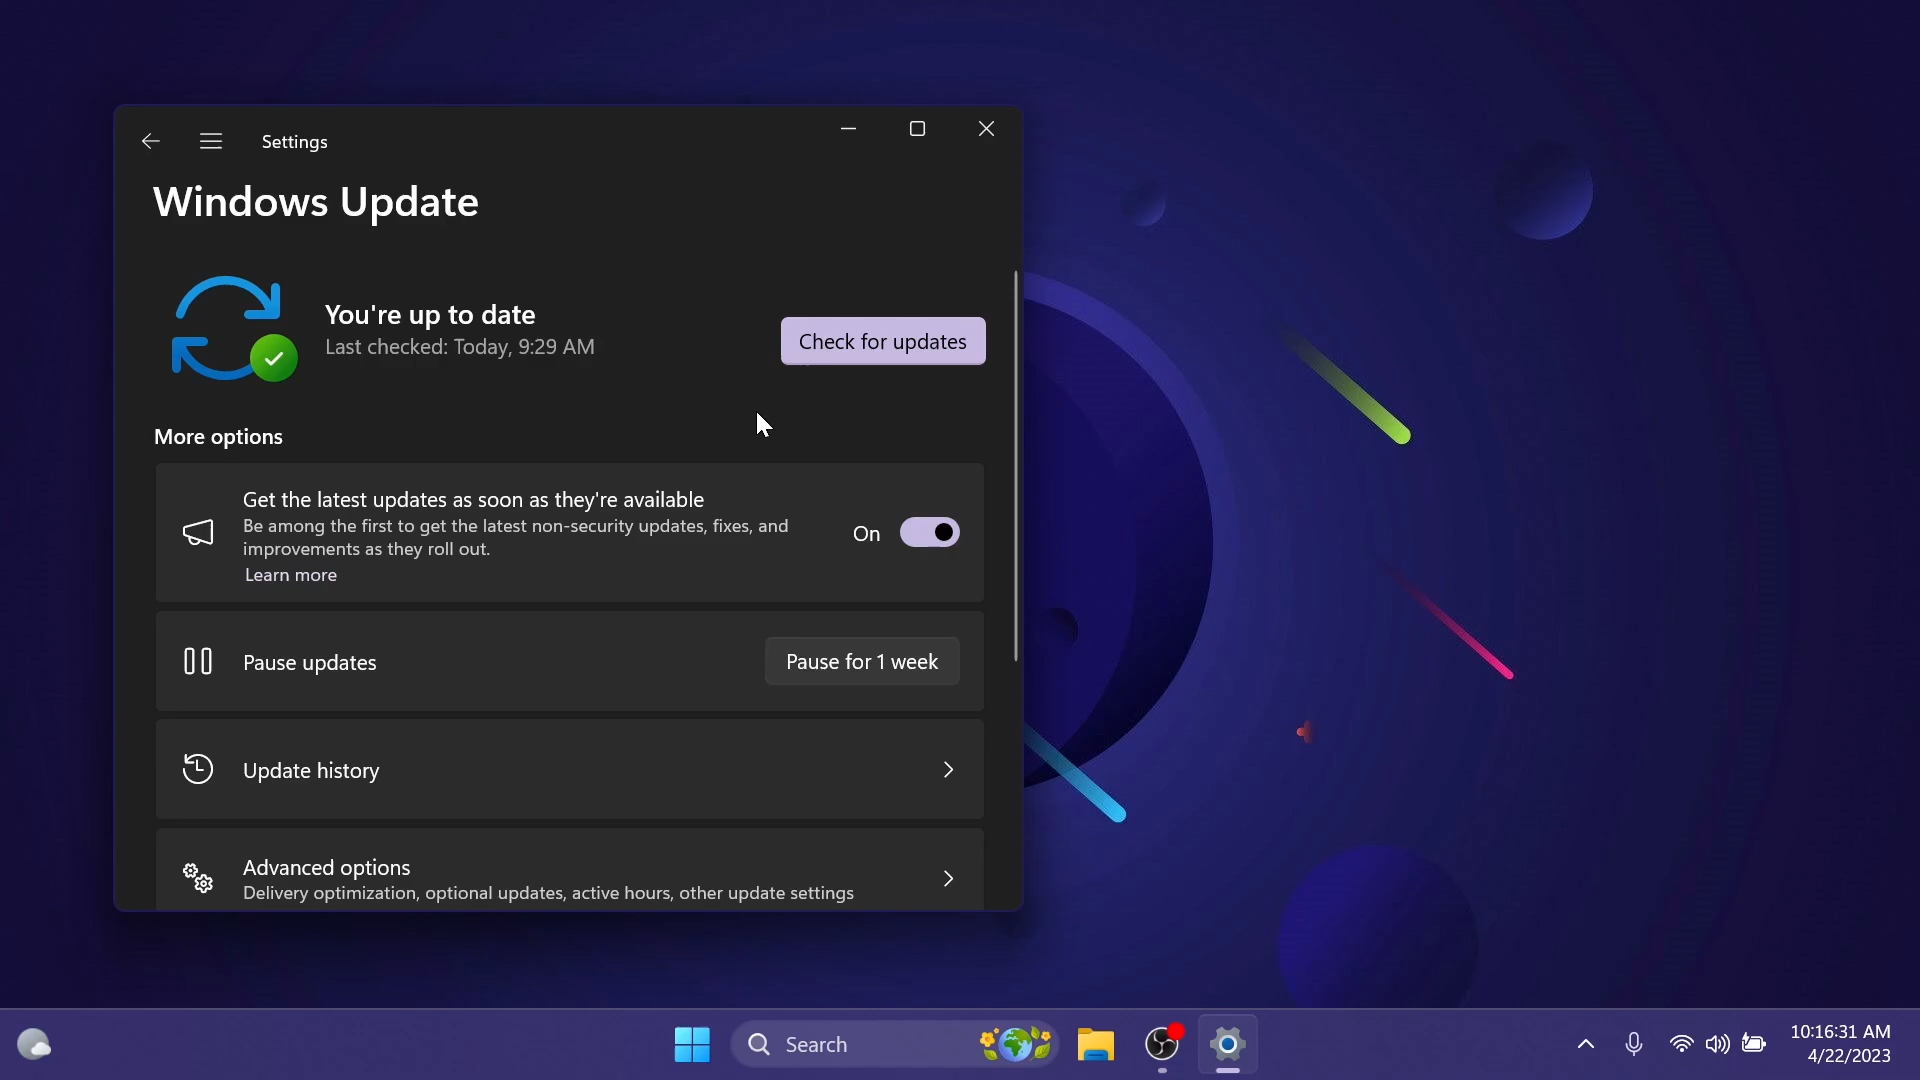 Settings
Windows Update
You're up to date
Last checked: Today, 9:29 AM
Check for updates
More options
Get the latest updates as soon as they're available
Be among the first to get the latest non-security updates, fixes, and
improvements as they roll out.
Learn more
On
Pause updates
Pause for 1 week
Update history
Advanced options
Delivery optimization, optional updates, active hours, other update settings
Search
10:16:31 AM
4/22/2023